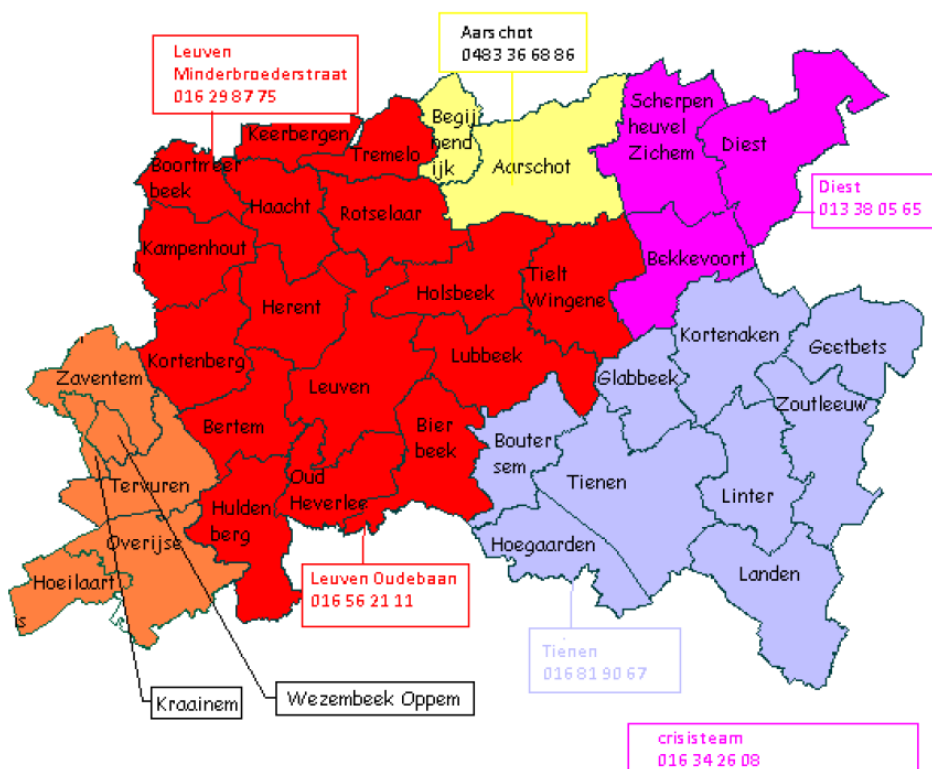 Aarschot
0483 36 68 86
Leuven
Minderbroederstraat
016 29 87 75
Keerbergen
Tremelo
Begij
nend
ijk
Aarschot
Scherpen
heuvel
Zichem
Diest
Boortmeer
beek
Haacht
Rotselaar
Diest
013 38 05 65
Kampenhout
Bekkevoort
Herent
Holsbeek
Tielt
Wingene
Kortenaken
Geetbets
Kortenberg
Lubbeek
Glabbeek
Zaventem
Leuven
Zoutleeuw
Bertem
Bier
beek
Bouter
sem
Tienen
Linter
Tervuren
Oud
Heverlee
Hulden
berg
Overijse
Hoegaarden
Hoeilaart
Landen
is
Leuven Oudebaan
016 56 21 11
Tienen
016 81 90 67
Kraainem
Wezembeek Oppem
crisisteam
016 34 26 08